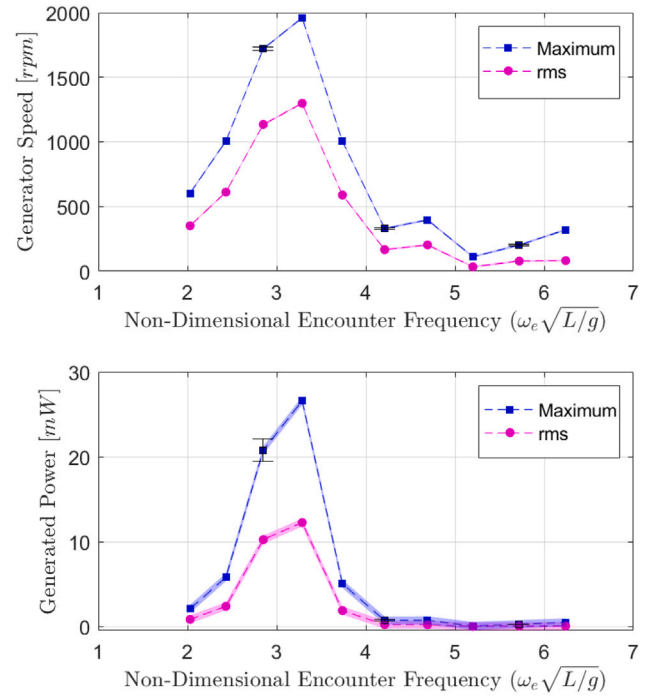 2000
1500
1000
500
0
Generator Speed [rpm]
Maximum
rms
1 2 3 4 5 6 7
Non-Dimensional Encounter Frequency (ωₑ√L/g)
30
20
10
0
Generated Power [mW]
Maximum
rms
1 2 3 4 5 6 7
Non-Dimensional Encounter Frequency (ωₑ√L/g)